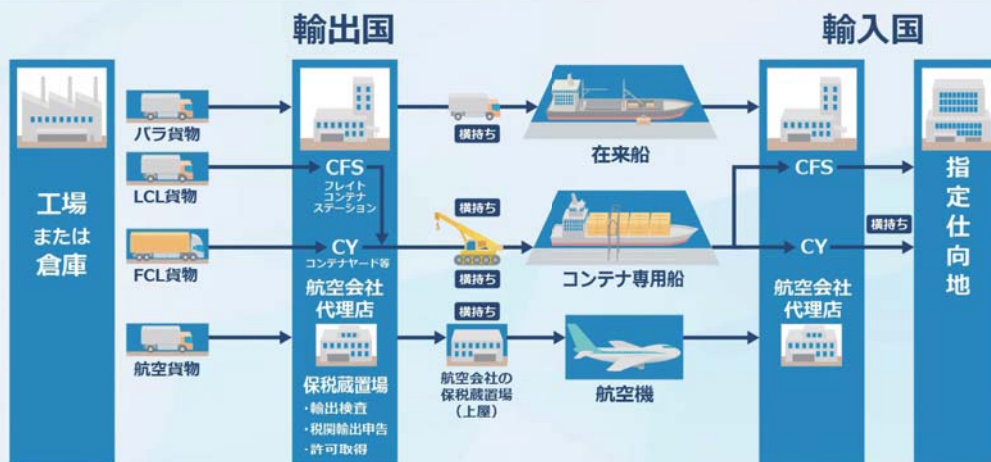 輸出国
輸入国
工場
または
倉庫
バラ貨物
LCL貨物
FCL貨物
航空貨物
CFS
フレイト
コンテナ
ステーション
CY
コンテナヤード等
航空会社
代理店
保税蔵置場
・輸出検査
・税関輸出申告
・許可取得
横持ち
横持ち
横持ち
横持ち
航空会社の
保税蔵置場
(上屋)
在来船
コンテナ専用船
航空機
CFS
CY
航空会社
代理店
横持ち
指定仕向地